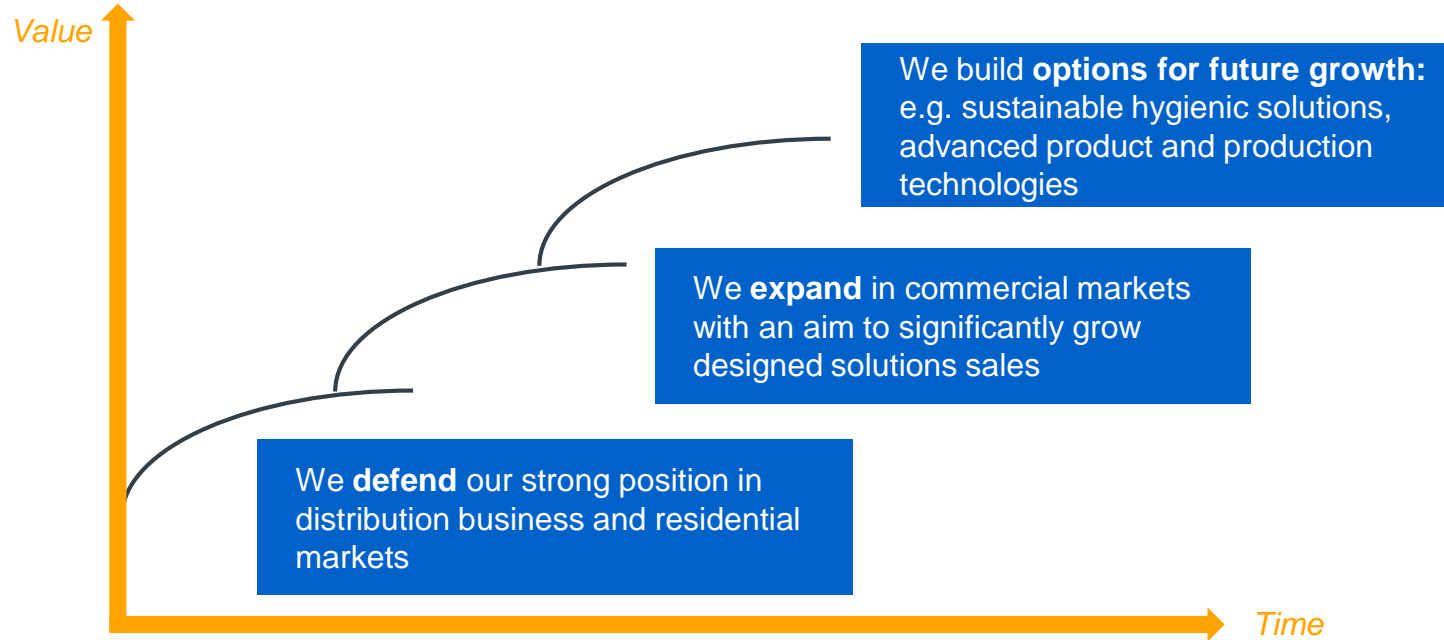 Value
We build options for future growth:
e.g. sustainable hygienic solutions,
advanced product and production
technologies
We expand in commercial markets
with an aim to significantly grow
designed solutions sales
We defend our strong position in
distribution business and residential
markets
Time